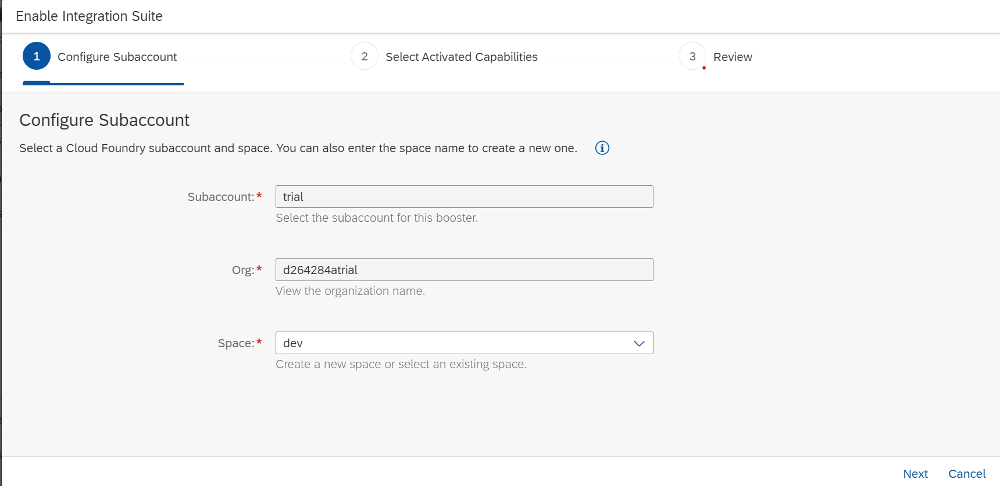 Enable Integration Suite
1 Configure Subaccount 2 Select Activated Capabilities 3 Review
Configure Subaccount
Select a Cloud Foundry subaccount and space. You can also enter the space name to create a new one.
Subaccount:* trial
Select the subaccount for this booster.
Org:* d264284atrial
View the organization name.
Space:* dev
Create a new space or select an existing space.
Next Cancel